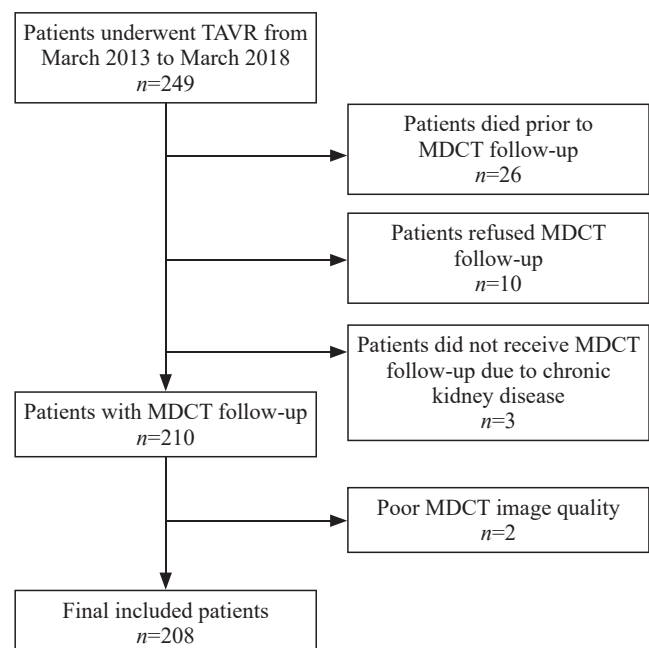 Patients underwent TAVR from
March 2013 to March 2018
n=249
Patients died prior to
MDCT follow-up
n=26
Patients refused MDCT
follow-up
n=10
Patients did not receive MDCT
follow-up due to chronic
kidney disease
n=3
Patients with MDCT follow-up
n=210
Poor MDCT image quality
n=2
Final included patients
n=208